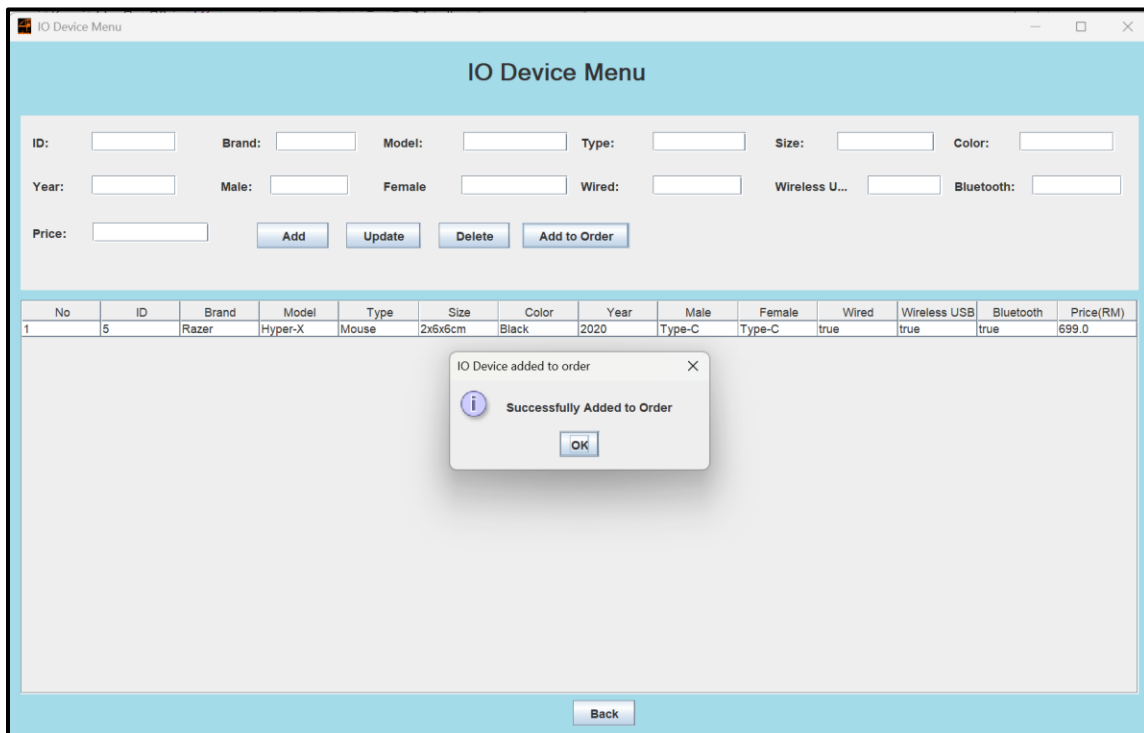 IO Device Menu
IO Device Menu
ID: Brand: Model: Type: Size: Color:
Year: Male: Female Wired: Wireless U... Bluetooth:
Price: Add Update Delete Add to Order
No ID Brand Model Type Size Color Year Male Female Wired Wireless USB Bluetooth Price(RM)
1 5 Razer Hyper-X Mouse 2x6x6cm Black 2020 Type-C Type-C true true true 699.0
IO Device added to order
Successfully Added to Order
OK
Back